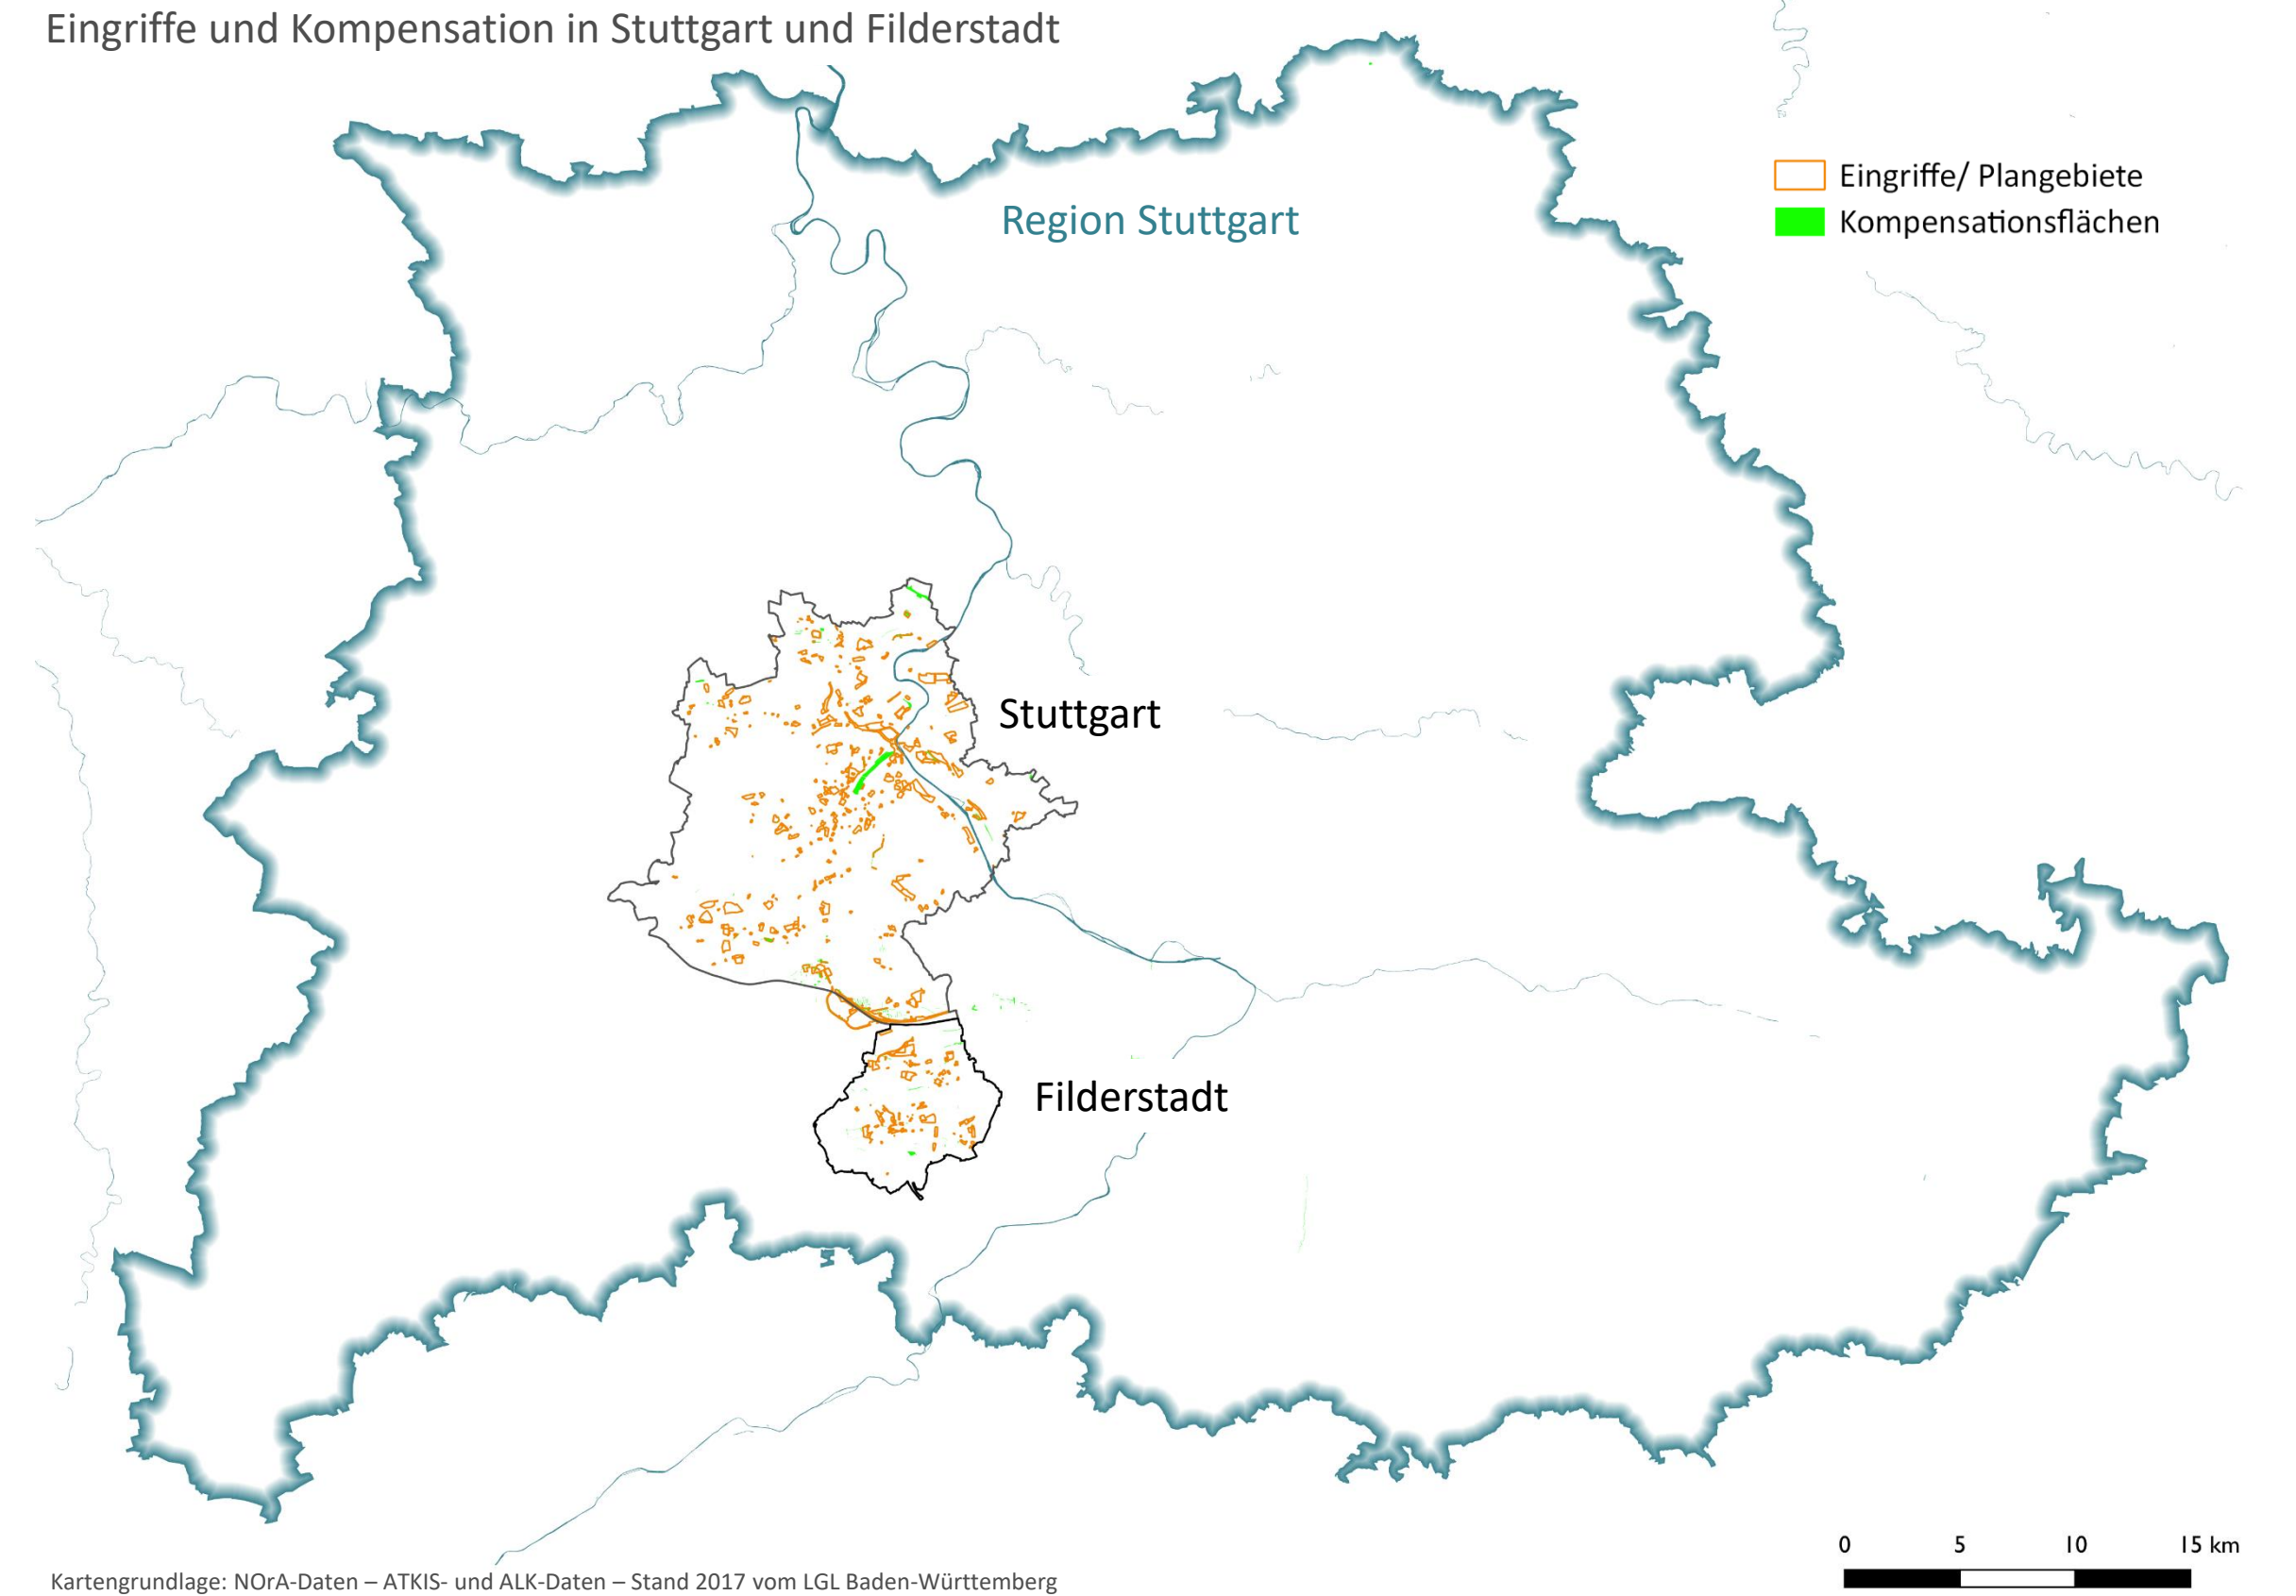 Eingriffe und Kompensation in Stuttgart und Filderstadt
Eingriffe/ Plangebiete
Kompensationsflächen
Region Stuttgart
Stuttgart
Filderstadt
0 5 10 15 km
Kartengrundlage: NOrA-Daten – ATKIS- und ALK-Daten – Stand 2017 vom LGL Baden-Württemberg